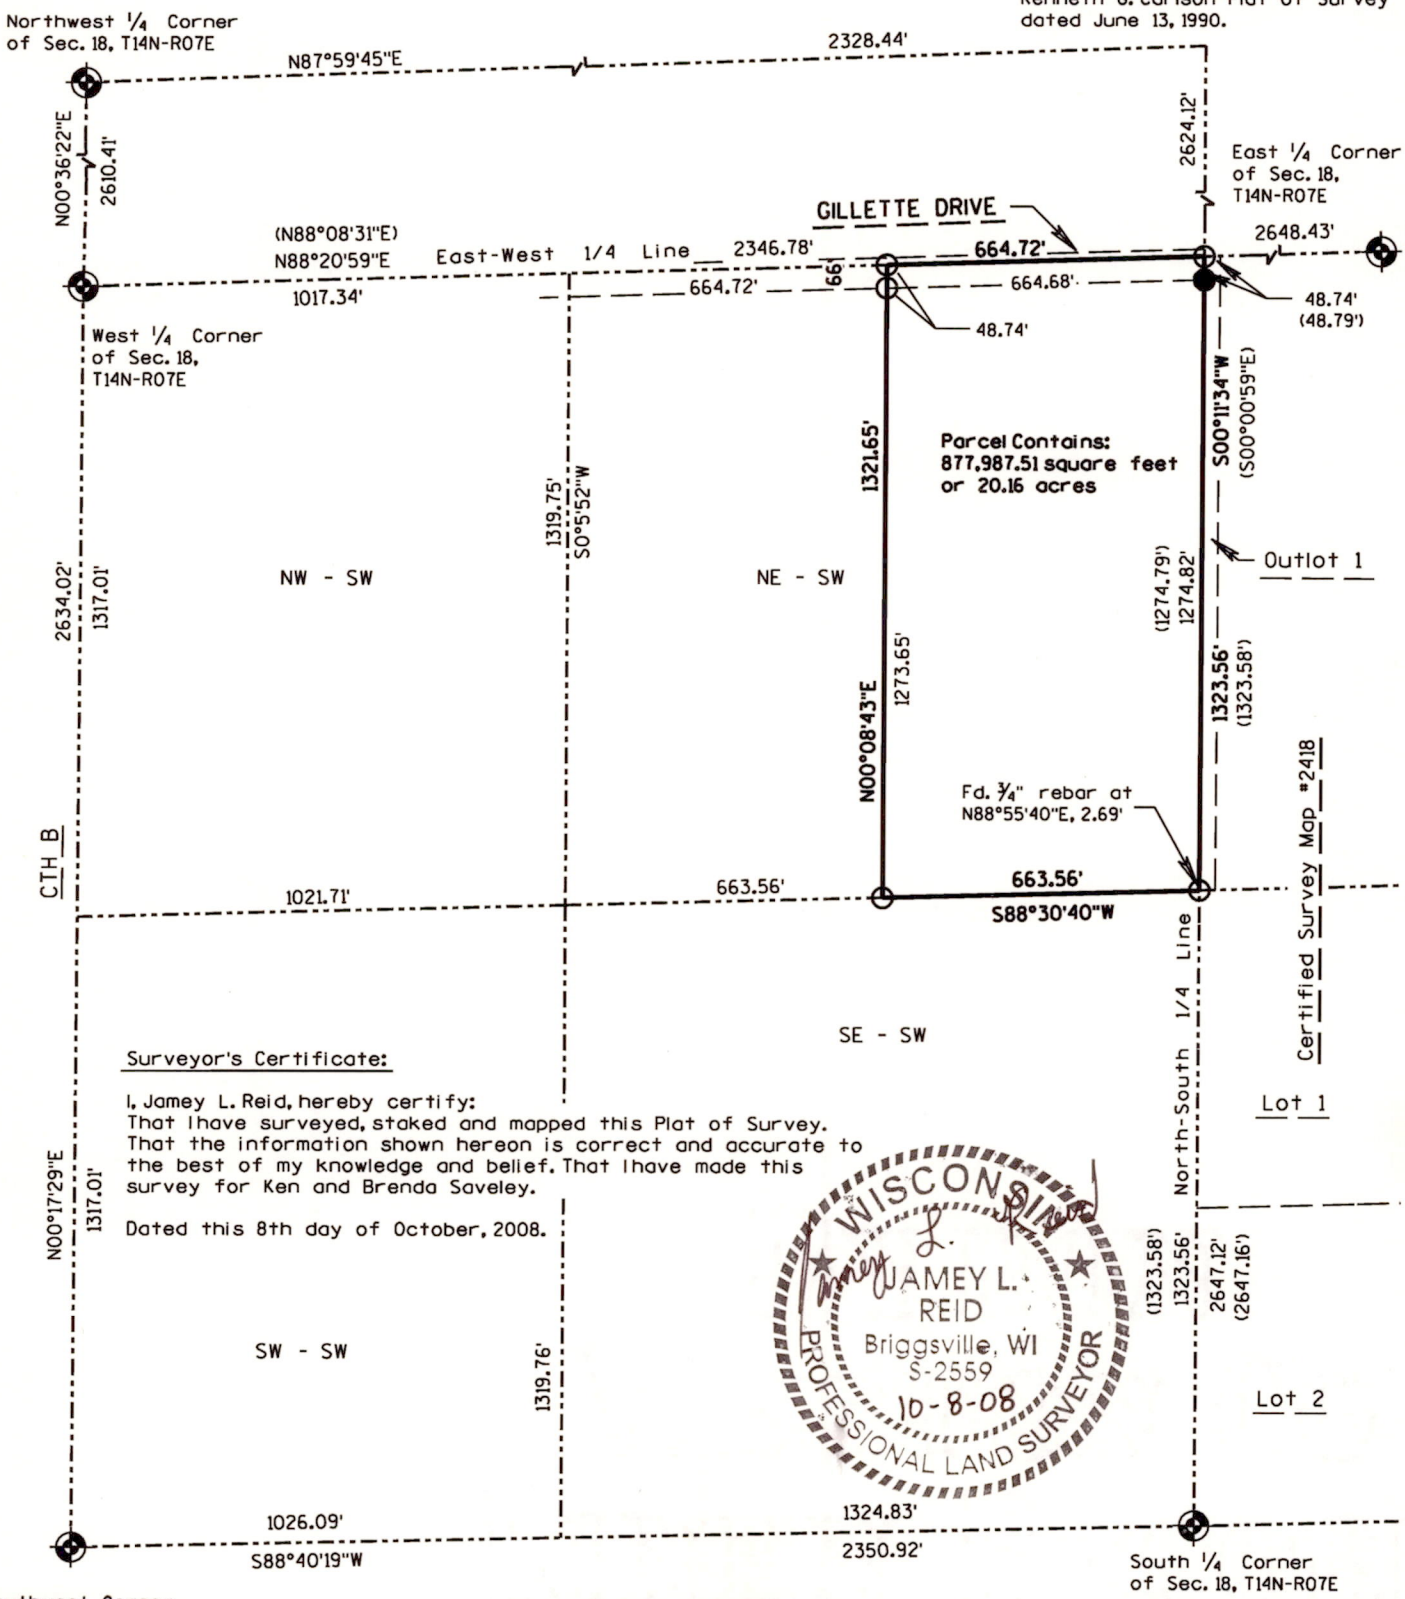 dated June 13, 1990.
Northwest 1/4 Corner
of Sec. 18, T14N-R07E
N87°59'45"E
2328.44'
N00°36'22"E
2610.41'
2624.12'
East 1/4 Corner
of Sec. 18,
T14N-R07E
GILLETTE DRIVE
(N88°08'31"E)
N88°20'59"E
East-West 1/4 Line 2346.78'
664.72'
2648.43'
1017.34'
664.72'
66'
664.68'
48.74'
(48.79')
48.74'
West 1/4 Corner
of Sec. 18,
T14N-R07E
S00°11'34"W
(S00°00'59"E)
1321.65'
Parcel Contains:
877,987.51 square feet
or 20.16 acres
1319.75'
S0°5'52"W
NW - SW
NE - SW
(1274.79')
1274.82'
Outlot 1
2634.02'
1317.01'
1273.65'
N00°08'43"E
1323.56'
(1323.58')
Fd. 3/4" rebar at
N88°55'40"E, 2.69'
CTH B
1021.71'
663.56'
663.56'
S88°30'40"W
Certified Survey Map #2418
North-South 1/4 Line
SE - SW
Surveyor's Certificate:
I, Jamey L. Reid, hereby certify:
That I have surveyed, staked and mapped this Plat of Survey.
That the information shown hereon is correct and accurate to
the best of my knowledge and belief. That I have made this
survey for Ken and Brenda Saveley.
Dated this 8th day of October, 2008.
Lot 1
N00°17'29"E
1317.01'
WISCONSIN
Jamey L. Reid
JAMEY L.
REID
Briggsville, WI
S-2559
10-8-08
PROFESSIONAL LAND SURVEYOR
(1323.58')
1323.56'
2647.12'
(2647.16')
SW - SW
1319.76'
Lot 2
1026.09'
S88°40'19"W
1324.83'
2350.92'
South 1/4 Corner
of Sec. 18, T14N-R07E